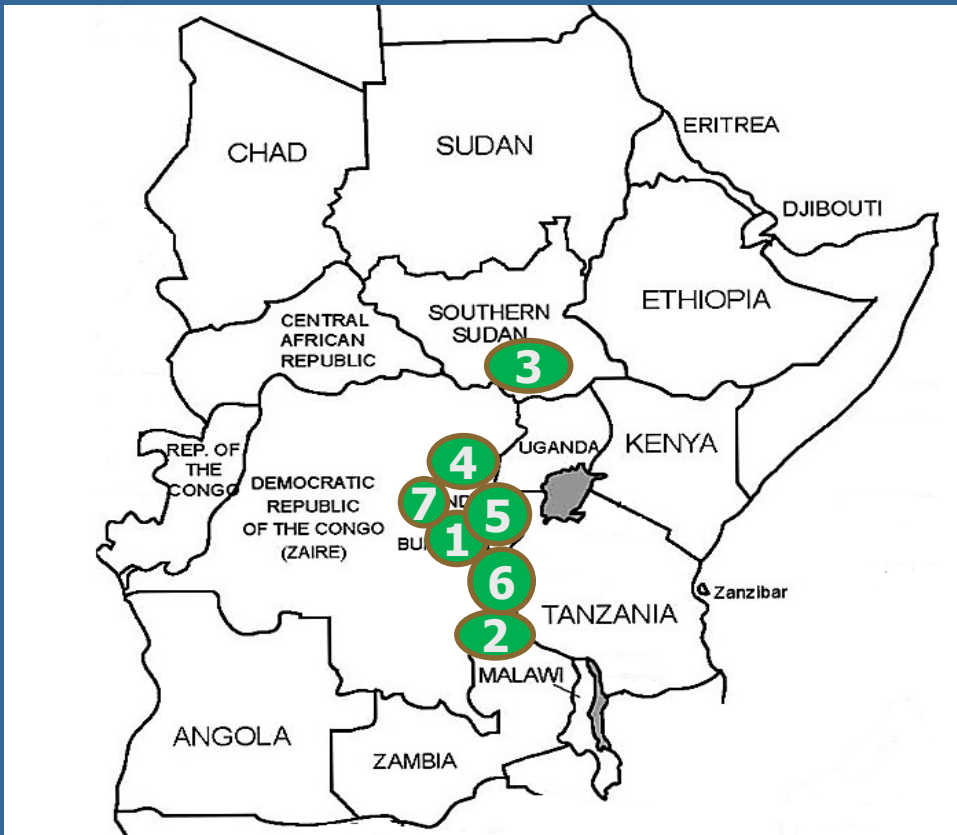 CHAD
SUDAN
ERITREA
DJIBOUTI
ETHIOPIA
SOUTHERN
SUDAN
CENTRAL
AFRICAN
REPUBLIC
3
UGANDA
KENYA
REP. OF
THE
CONGO
DEMOCRATIC
REPUBLIC
OF THE CONGO
(ZAIRE)
4
7
5
1
6
2
TANZANIA
Zanzibar
MALAWI
ANGOLA
ZAMBIA